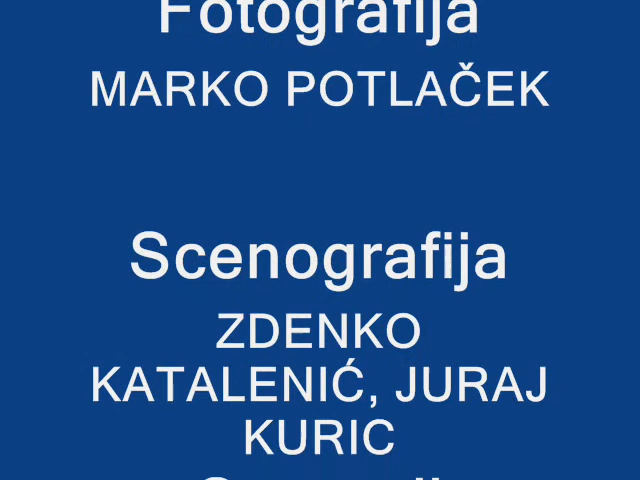 Fotografija
MARKO POTLAČEK
Scenografija
ZDENKO
KATALENIĆ, JURAJ
KURIC